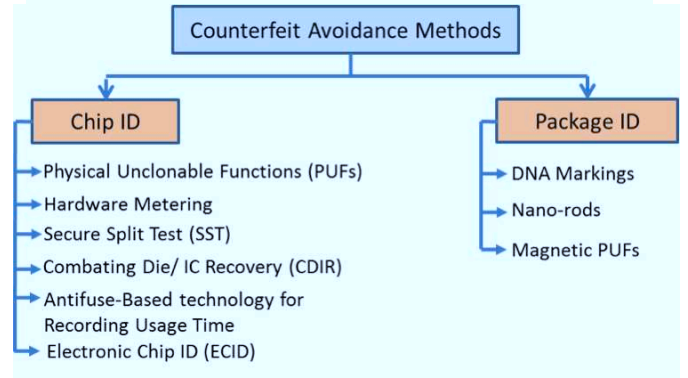 Counterfeit Avoidance Methods
Chip ID
Physical Unclonable Functions (PUFs)
Hardware Metering
Secure Split Test (SST)
Combating Die/ IC Recovery (CDIR)
Antifuse-Based technology for
Recording Usage Time
Electronic Chip ID (ECID)
Package ID
DNA Markings
Nano-rods
Magnetic PUFs